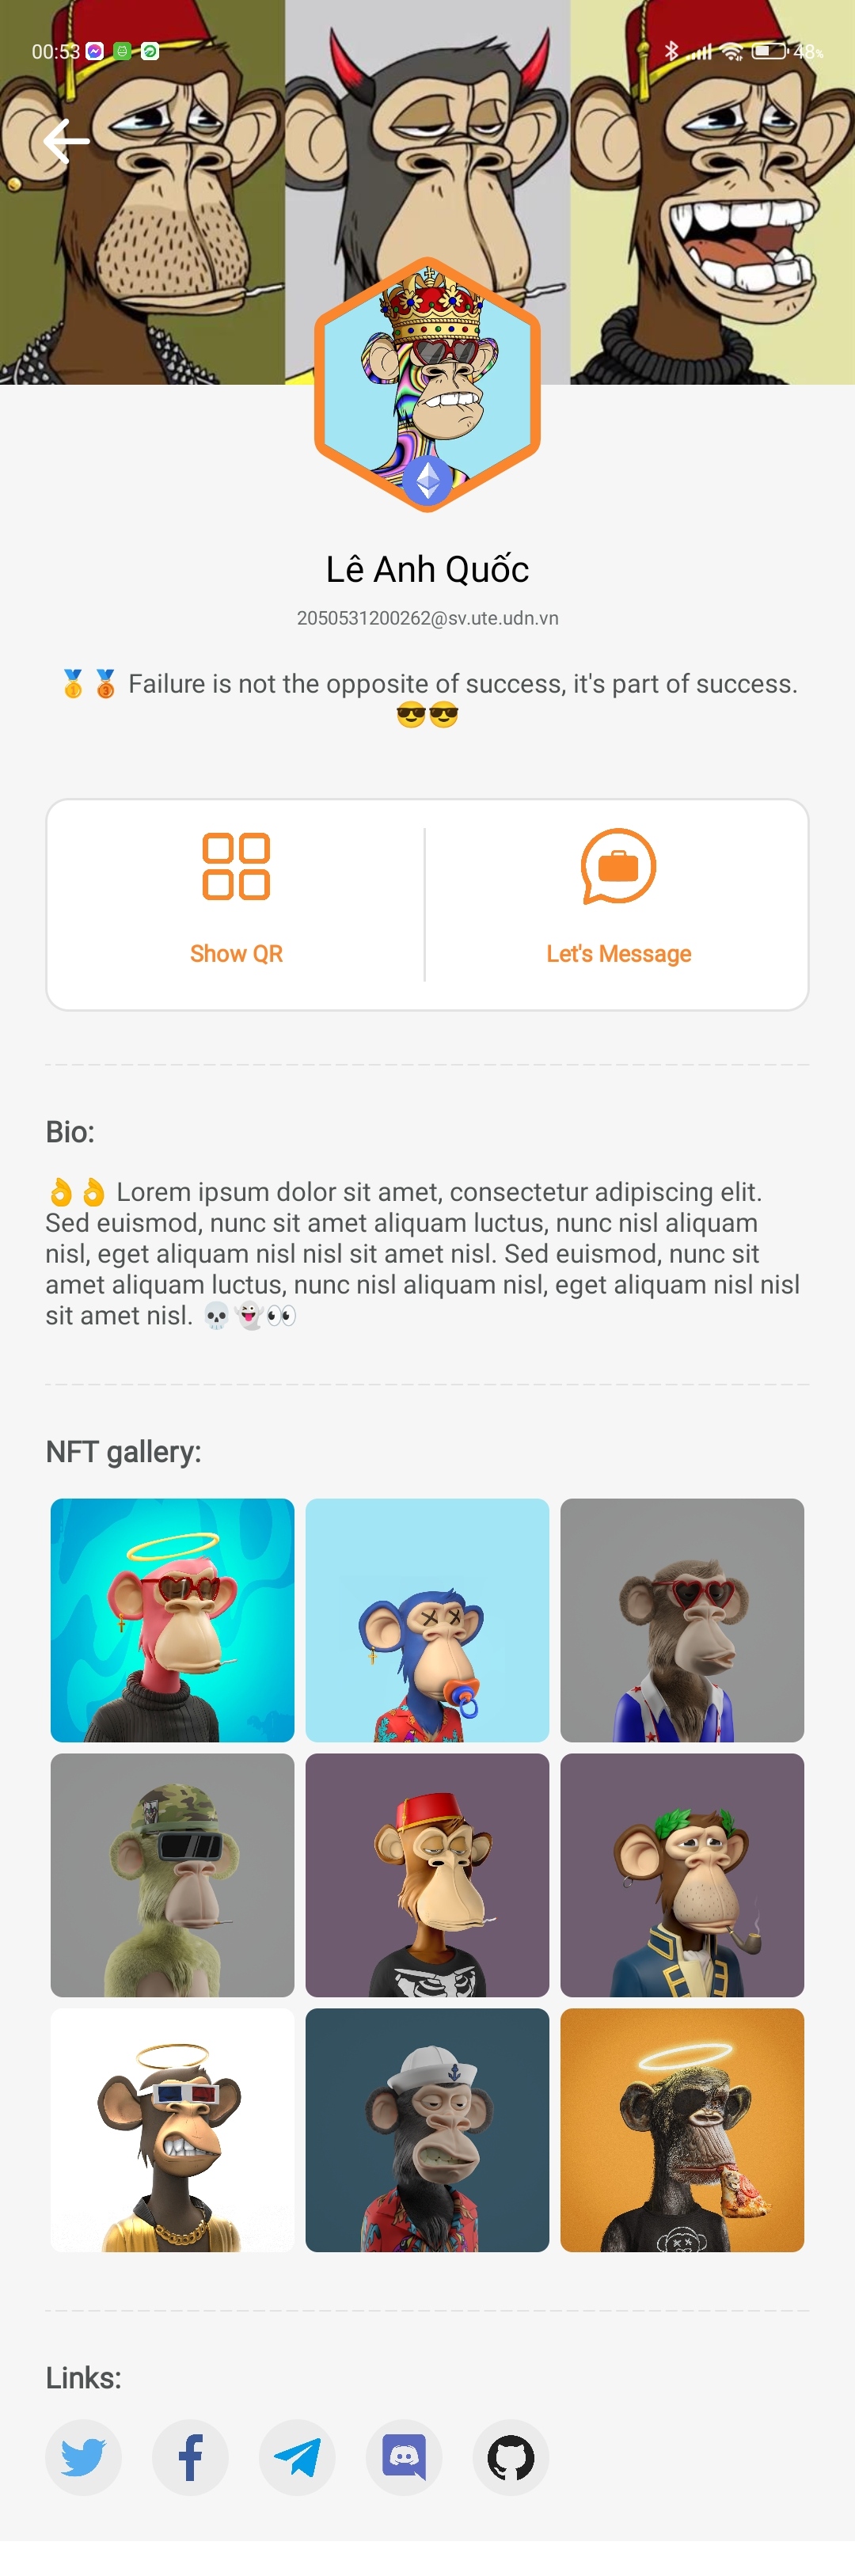 00:53 48%
Lê Anh Quốc
2050531200262@sv.ute.udn.vn
🥇🥉 Failure is not the opposite of success, it's part of success.
😎😎
Show QR
Let's Message
Bio:
👌👌 Lorem ipsum dolor sit amet, consectetur adipiscing elit.
Sed euismod, nunc sit amet aliquam luctus, nunc nisl aliquam
nisl, eget aliquam nisl nisl sit amet nisl. Sed euismod, nunc sit
amet aliquam luctus, nunc nisl aliquam nisl, eget aliquam nisl nisl
sit amet nisl. 💀👻👀
NFT gallery:
Links: